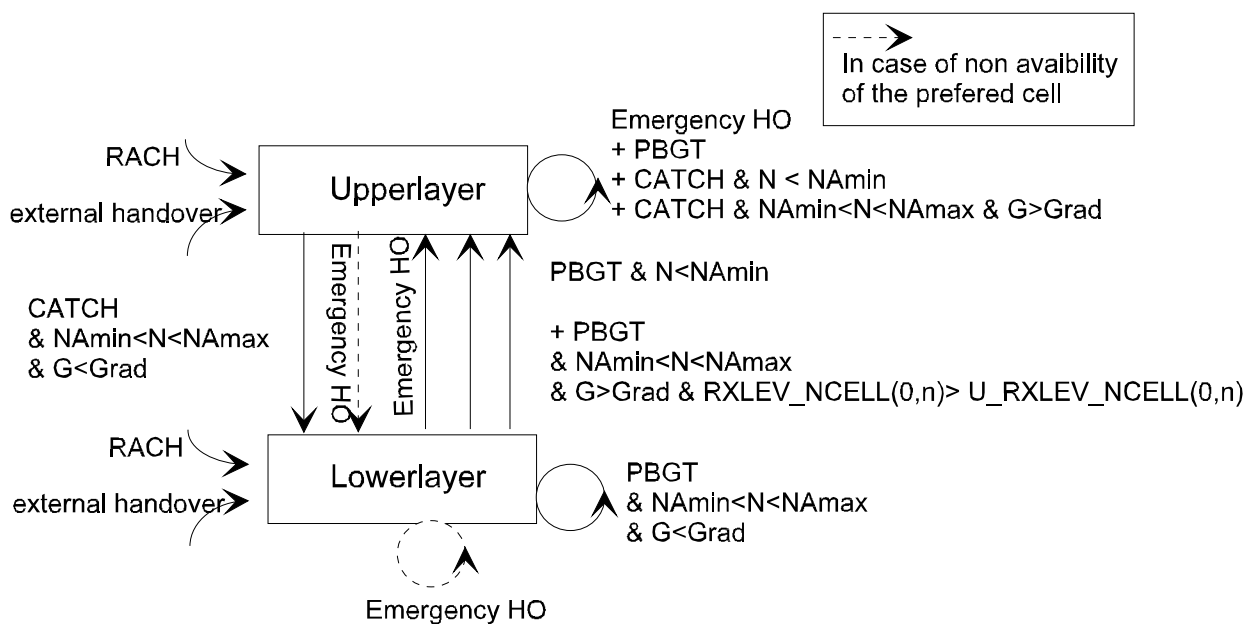 In case of non avaibility
of the prefered cell
Emergency HO
+ PBGT
+ CATCH & N < NAmin
+ CATCH & NAmin<N<NAmax & G>Grad
RACH
external handover
Upperlayer
Emergency HO
Emergency HO
PBGT & N<NAmin
CATCH
& NAmin<N<NAmax
& G<Grad
+ PBGT
& NAmin<N<NAmax
& G>Grad & RXLEV_NCELL(0,n)> U_RXLEV_NCELL(0,n)
RACH
external handover
Lowerlayer
PBGT
& NAmin<N<NAmax
& G<Grad
Emergency HO